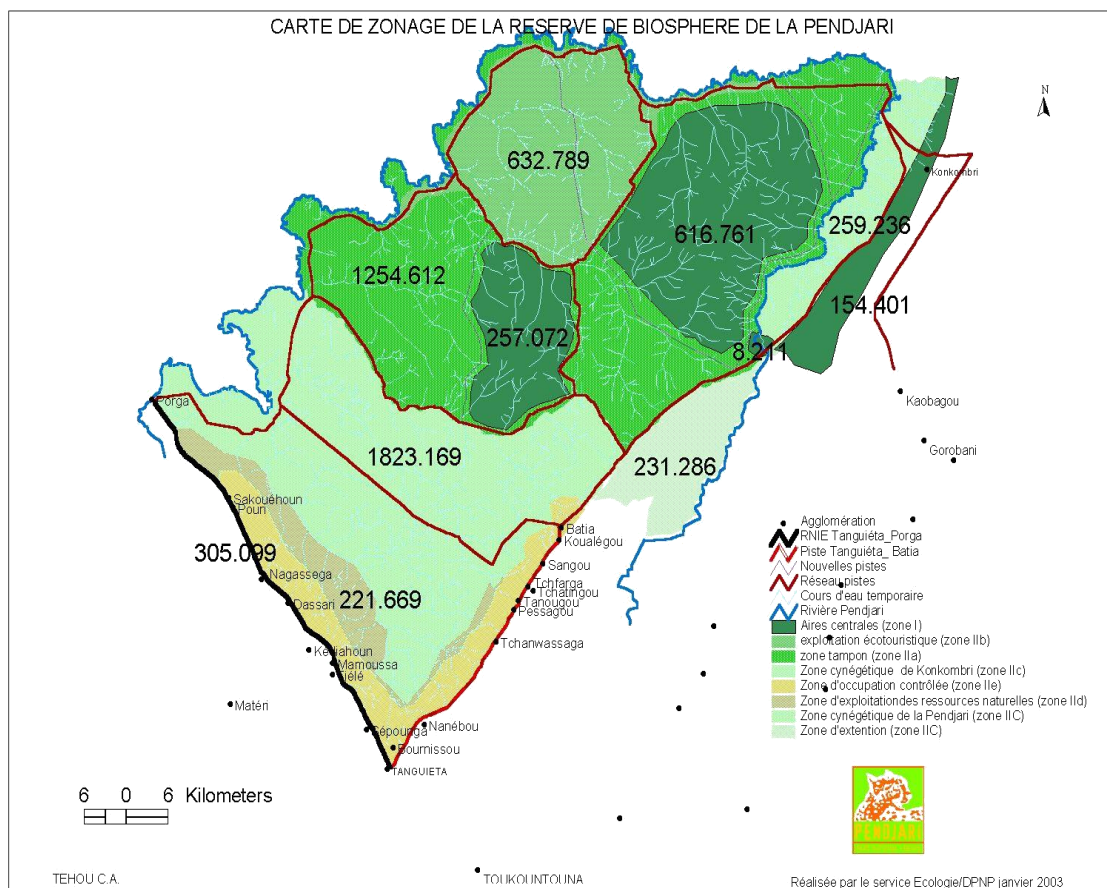 CARTE DE ZONAGE DE LA RESERVE DE BIOSPHERE DE LA PENDJARI
N
632.789
Konkombri
616.761
259.236
1254.612
154.401
257.072
8.211
Porga
Kaobagou
Gorobani
1823.169
231.286
Sakouéhoun
Poun
Batia
Koualégou
305.099
Sangou
Nagassega
Tchfarga
Tchatingou
221.669
Tanougou
Dassari
Pessagou
Tchanwassaga
Mamoussa
Tiélé
Matéri
Nanébou
Sépounga
Bournissou
TANGUIETA
Agglomération
RNIE Tanguiéta_Porga
Piste Tanguiéta_ Batia
Nouvelles pistes
Réseau pistes
Cours d'eau temporaire
Rivière Pendjari
Aires centrales (zone I)
exploitation écotouristique (zone IIb)
zone tampon (zone IIa)
Zone cynégétique de Konkombri (zone IIc)
Zone d'occupation contrôlée (zone IIe)
Zone d'exploitationdes ressources naturelles (zone IId)
Zone cynégétique de la Pendjari (zone IIC)
Zone d'extention (zone IIC)
6 0 6 Kilometers
PENDJARI
TEHOU C.A.
TOUKOUNTOUNA
Réalisée par le service Ecologie/DPNP janvier 2003